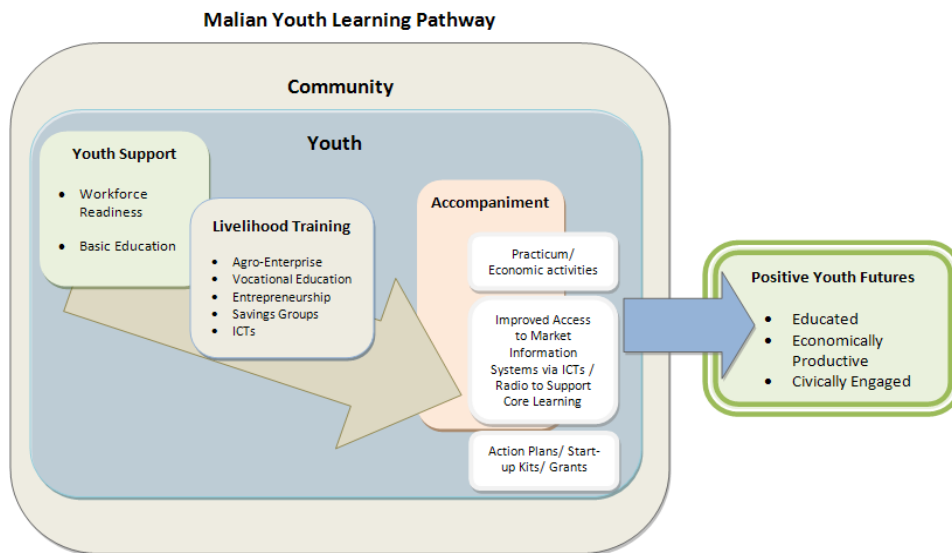 Malian Youth Learning Pathway
Community
Youth
Youth Support
• Workforce
Readiness
• Basic Education
Livelihood Training
• Agro-Enterprise
• Vocational Education
• Entrepreneurship
• Savings Groups
• ICTs
Accompaniment
Practicum/
Economic activities
Improved Access
to Market
Information
Systems via ICTs /
Radio to Support
Core Learning
Action Plans/ Start-
up Kits/ Grants
Positive Youth Futures
• Educated
• Economically
Productive
• Civically Engaged